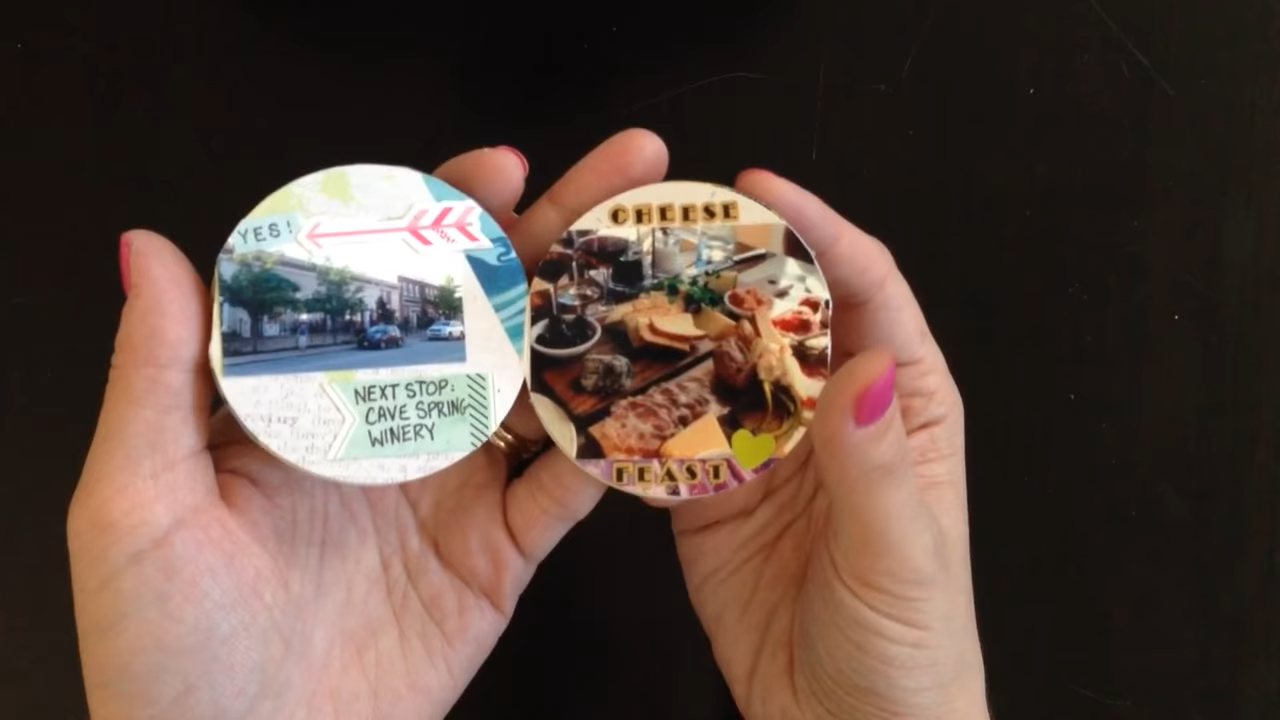 YES!
NEXT STOP:
CAVE SPRING
WINERY
CHEESE
FEAST